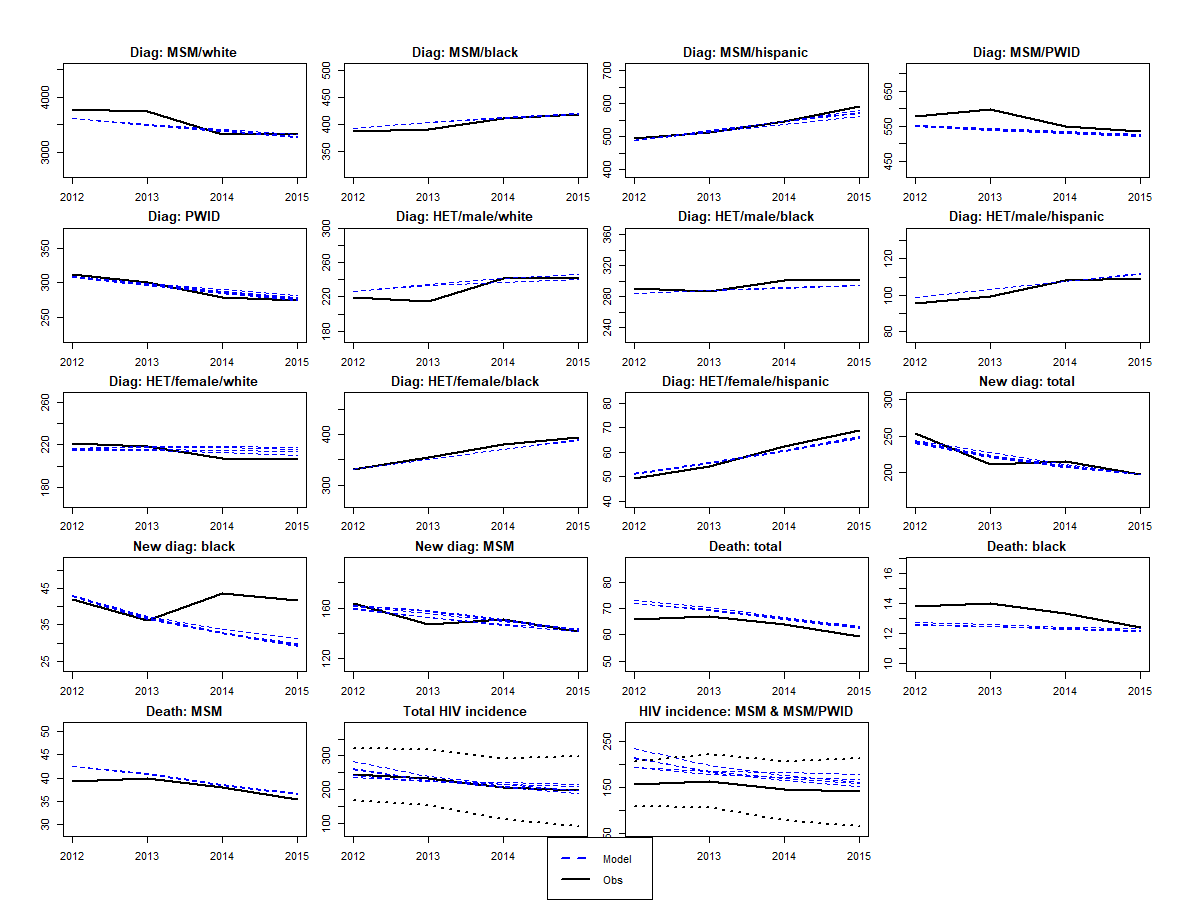 Diag: MSM/white
Diag: MSM/black
Diag: MSM/hispanic
Diag: MSM/PWID
3000 4000
2012 2013 2014 2015
350 400 450 500
2012 2013 2014 2015
400 500 600 700
2012 2013 2014 2015
450 550 650
2012 2013 2014 2015
Diag: PWID
Diag: HET/male/white
Diag: HET/male/black
Diag: HET/male/hispanic
250 300 350
2012 2013 2014 2015
180 220 260 300
2012 2013 2014 2015
240 280 320 360
2012 2013 2014 2015
80 100 120
2012 2013 2014 2015
Diag: HET/female/white
Diag: HET/female/black
Diag: HET/female/hispanic
New diag: total
180 220 260
2012 2013 2014 2015
300 400
2012 2013 2014 2015
40 50 60 70 80
2012 2013 2014 2015
200 250 300
2012 2013 2014 2015
New diag: black
New diag: MSM
Death: total
Death: black
25 35 45
2012 2013 2014 2015
120 160
2012 2013 2014 2015
50 60 70 80
2012 2013 2014 2015
10 12 14 16
2012 2013 2014 2015
Death: MSM
Total HIV incidence
HIV incidence: MSM & MSM/PWID
30 35 40 45 50
2012 2013 2014 2015
100 200 300
2012 2013 2014
50 150 250
2013 2014 2015
Model
Obs